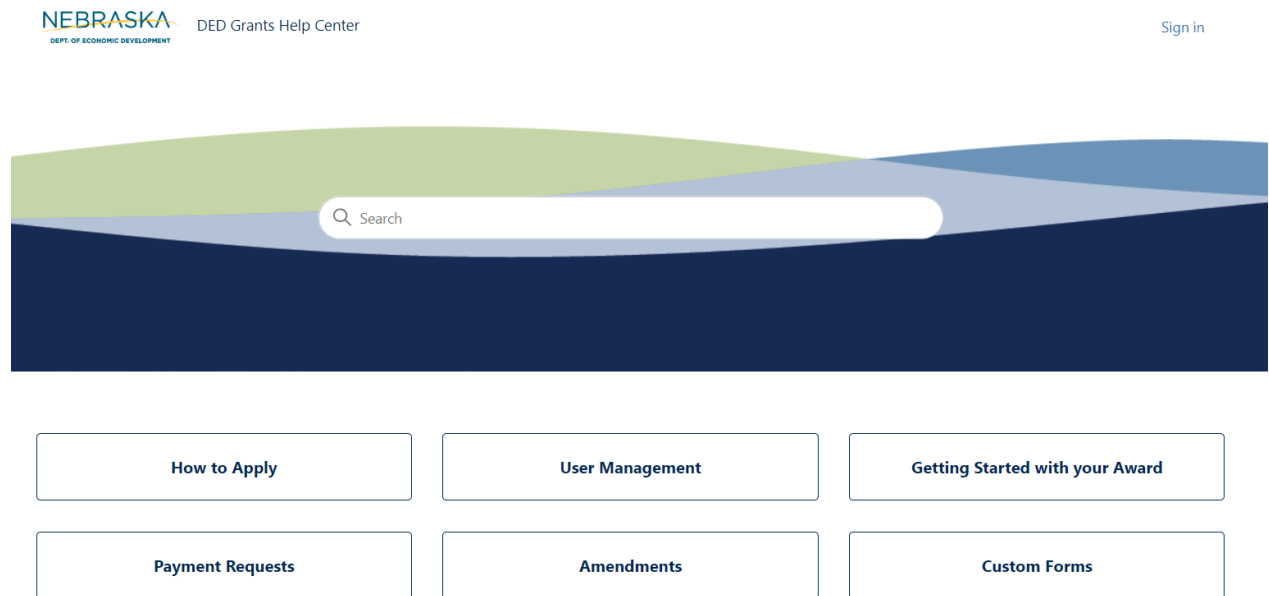 NEBRASKA
DEPT. OF ECONOMIC DEVELOPMENT
DED Grants Help Center
Sign in
Search
How to Apply
User Management
Getting Started with your Award
Payment Requests
Amendments
Custom Forms